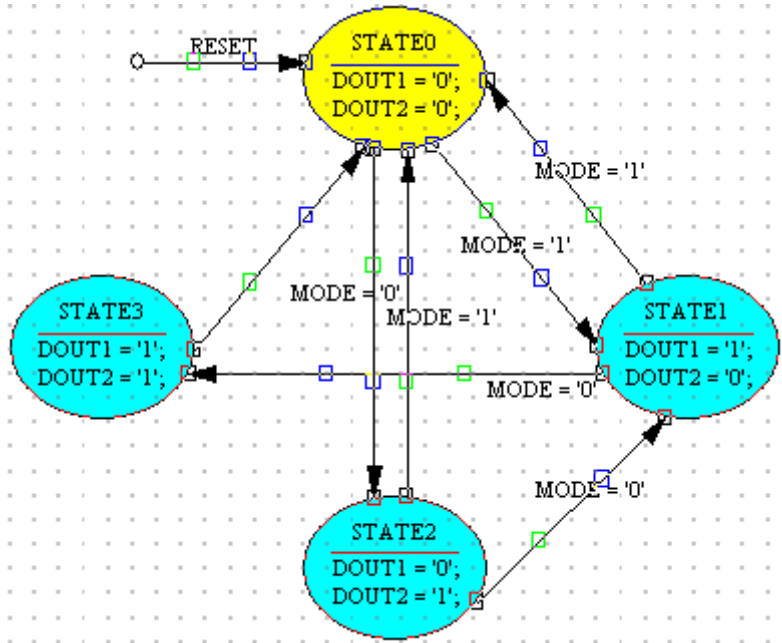 RESET
STATE0
DOUT1 = '0';
DOUT2 = '0';
MODE = '1'
MODE = '1'
MODE = '0'
MODE = '1'
STATE3
DOUT1 = '1';
DOUT2 = '1';
STATE1
DOUT1 = '1';
DOUT2 = '0';
MODE = '0'
MODE = '0'
STATE2
DOUT1 = '0';
DOUT2 = '1';